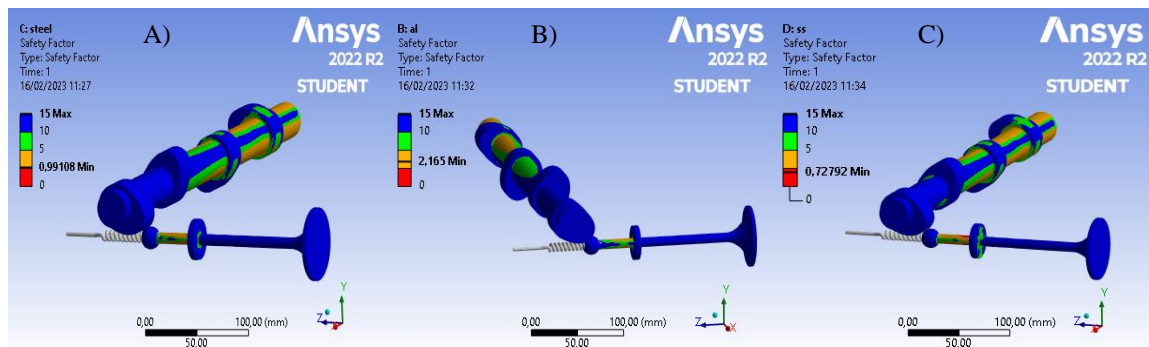 C: steel
Safety Factor
Type: Safety Factor
Time: 1
16/02/2023 11:27
A)
Ansys
2022 R2
STUDENT
15 Max
10
5
0,99108 Min
0
0,00
100,00 (mm)
50,00
Y
Z
X
B: al
Safety Factor
Type: Safety Factor
Time: 1
16/02/2023 11:32
B)
Ansys
2022 R2
STUDENT
15 Max
10
5
2,165 Min
0
0,00
100,00 (mm)
50,00
Y
Z
X
D: ss
Safety Factor
Type: Safety Factor
Time: 1
16/02/2023 11:34
C)
Ansys
2022 R2
STUDENT
15 Max
10
5
0,72792 Min
0
0,00
100,00 (mm)
50,00
Y
Z
X